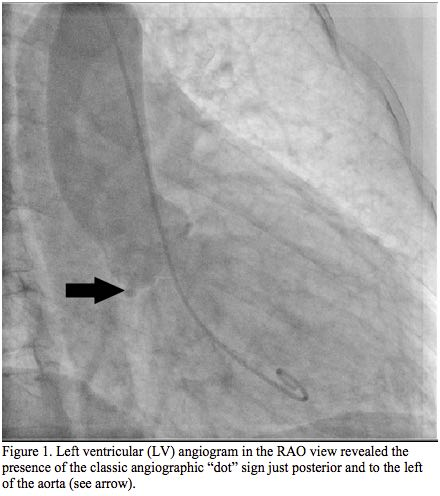 Figure 1. Left ventricular (LV) angiogram in the RAO view revealed the
presence of the classic angiographic “dot” sign just posterior and to the left
of the aorta (see arrow).